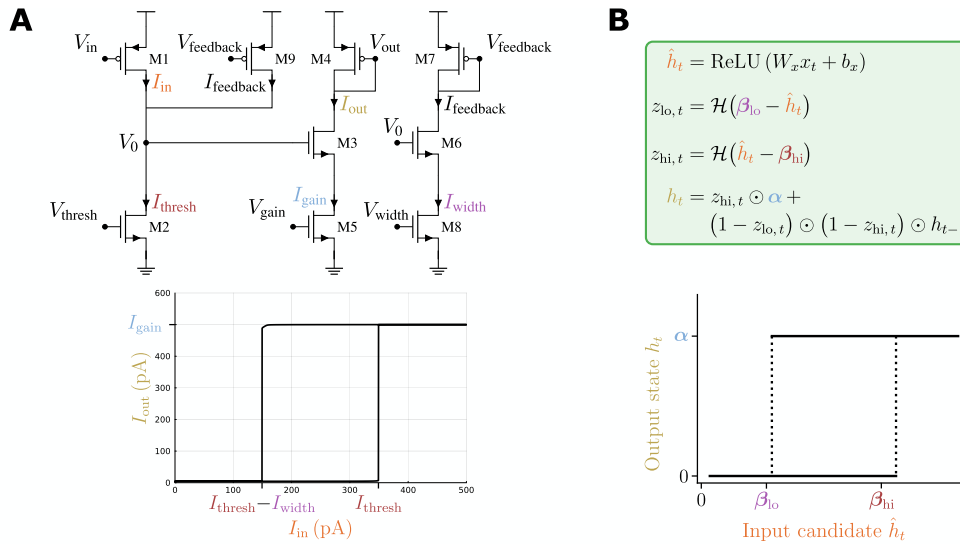 A
B
V_in
M1
I_in
V_feedback
M9
I_feedback
M4
V_out
I_out
M7
V_feedback
I_feedback
V_0
M3
V_0
M6
V_thresh
I_thresh
M2
V_gain
I_gain
M5
V_width
I_width
M8
I_gain
I_out (pA)
600
400
300
200
100
0
0
100
200
300
400
500
I_thresh−I_width
I_thresh
I_in (pA)
ĥ_t = ReLU (W_x x_t + b_x)
z_lo, t = H(β_lo − ĥ_t)
z_hi, t = H(ĥ_t − β_hi)
h_t = z_hi, t ⊙ α +
(1 − z_lo, t) ⊙ (1 − z_hi, t) ⊙ h_t−
Output state h_t
α
0
0
β_lo
β_hi
Input candidate ĥ_t